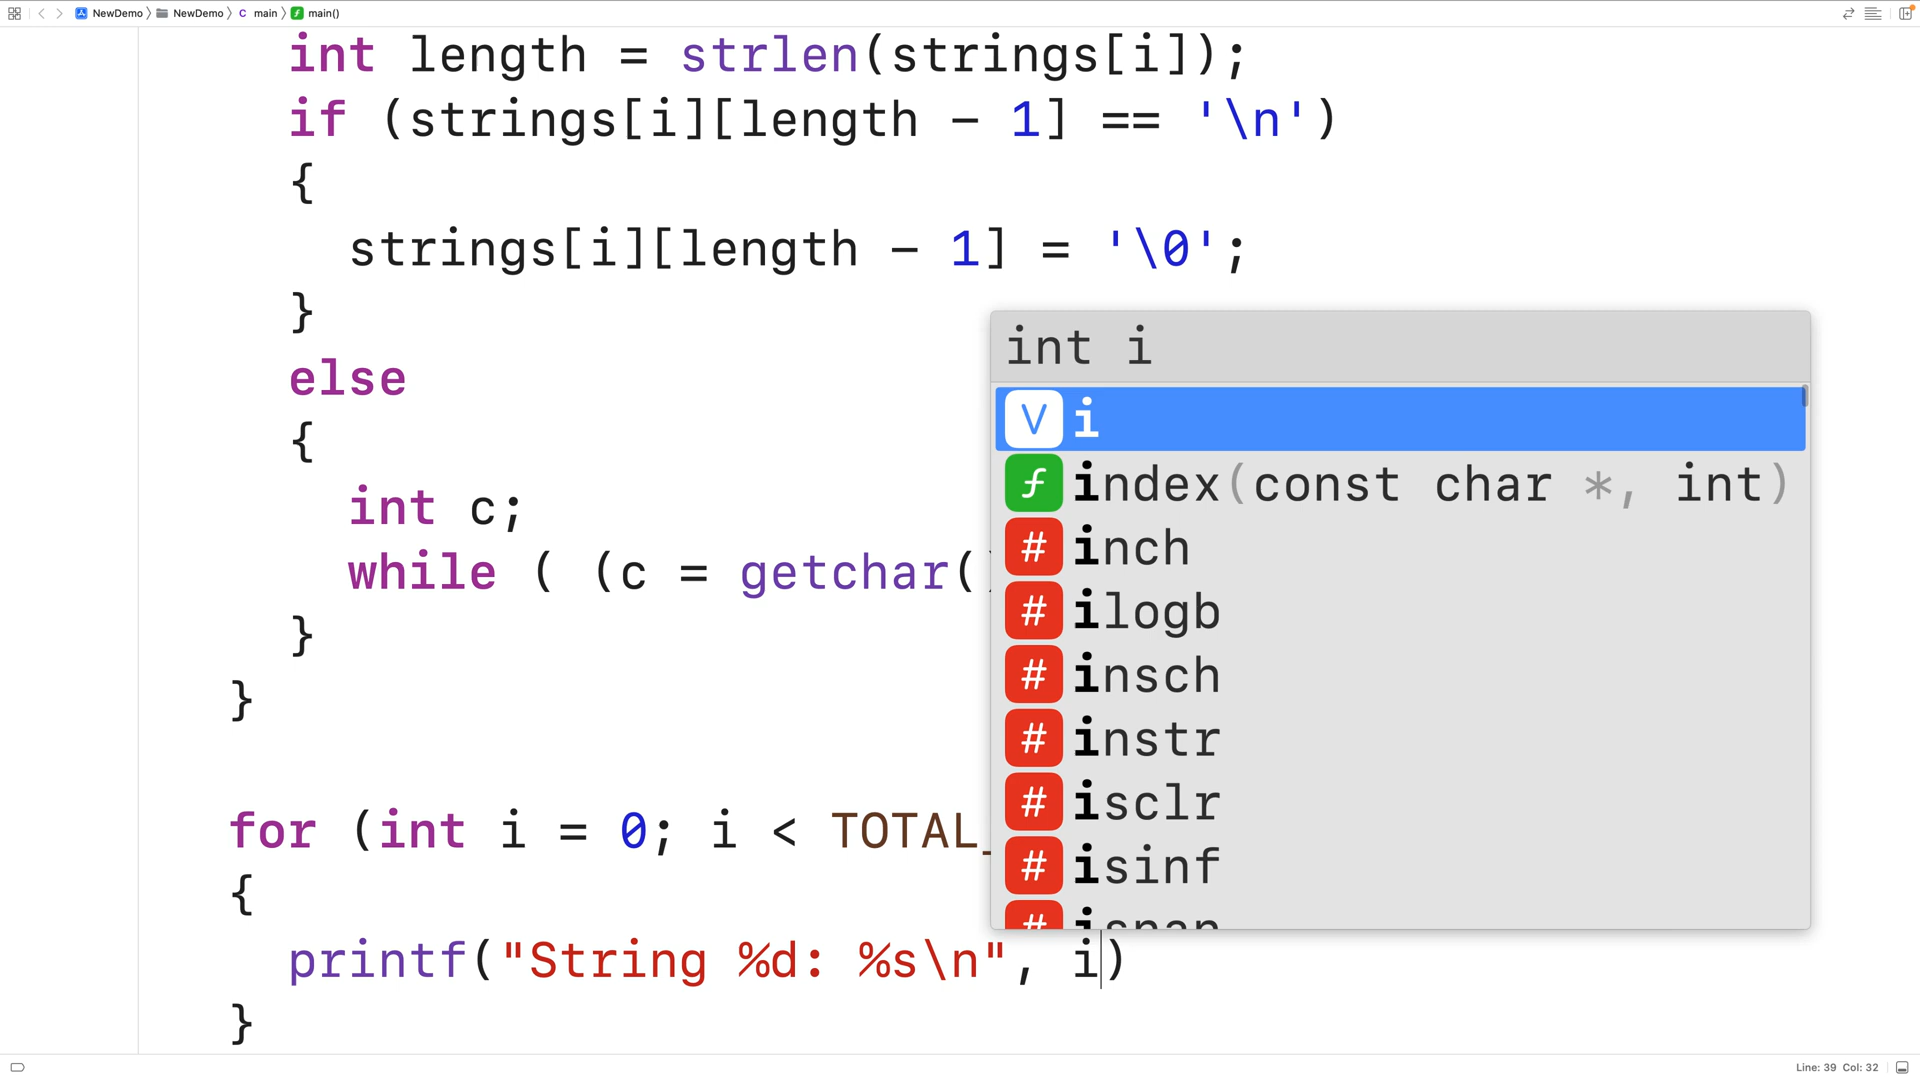 NewDemo 〉 NewDemo 〉 C main 〉 f main()
int length = strlen(strings[i]);
if (strings[i][length - 1] == '\n')
{
strings[i][length - 1] = '\0';
}
else
{
int c;
while ( (c = getchar()
}
}
for (int i = 0; i < TOTAL_
{
printf("String %d: %s\n", i)
}
int i
V i
f index(const char *, int)
# inch
# ilogb
# insch
# instr
# isclr
# isinf
# isnan
Line: 39 Col: 32